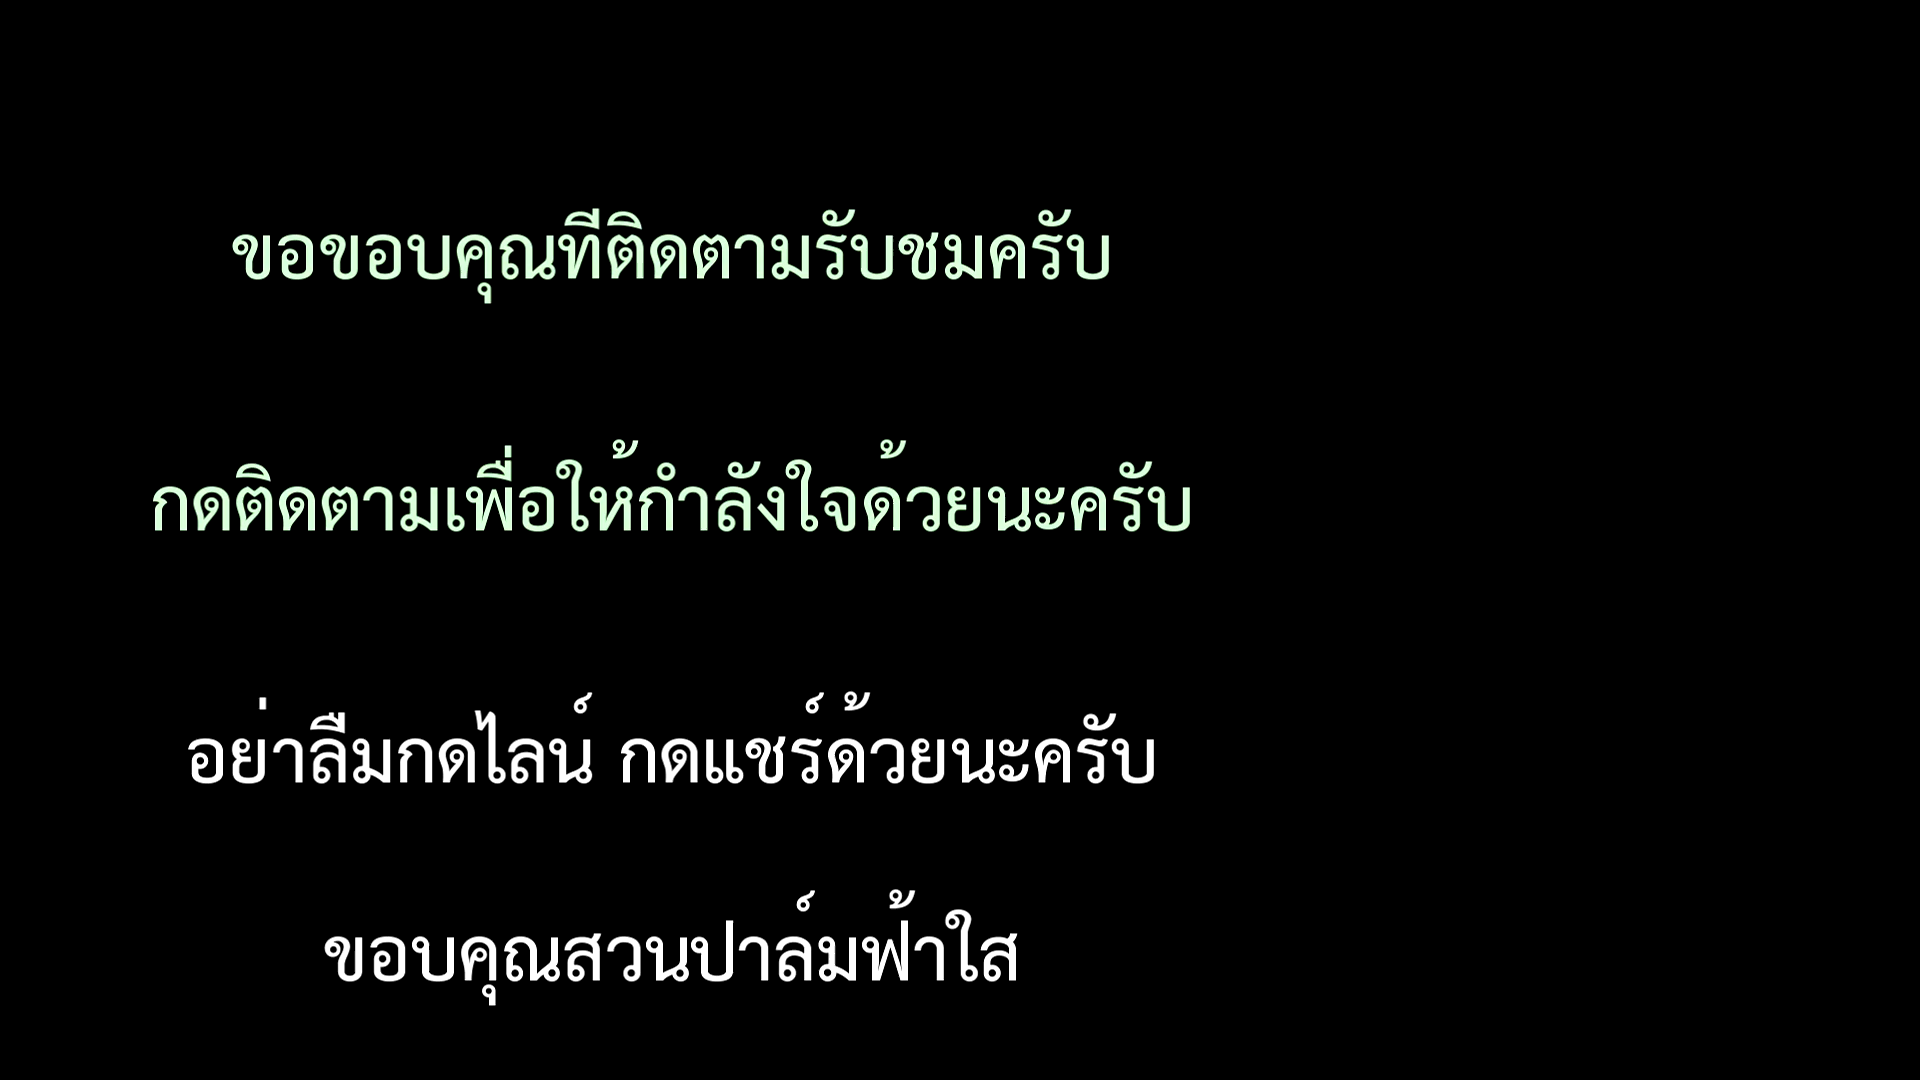 ขอขอบคุณที่ติดตามรับชมครับ
กดติดตามเพื่อให้กำลังใจด้วยนะครับ
อย่าลืมกดไลน์ กดแชร์ด้วยนะครับ
ขอบคุณสวนปาล์มฟ้าใส